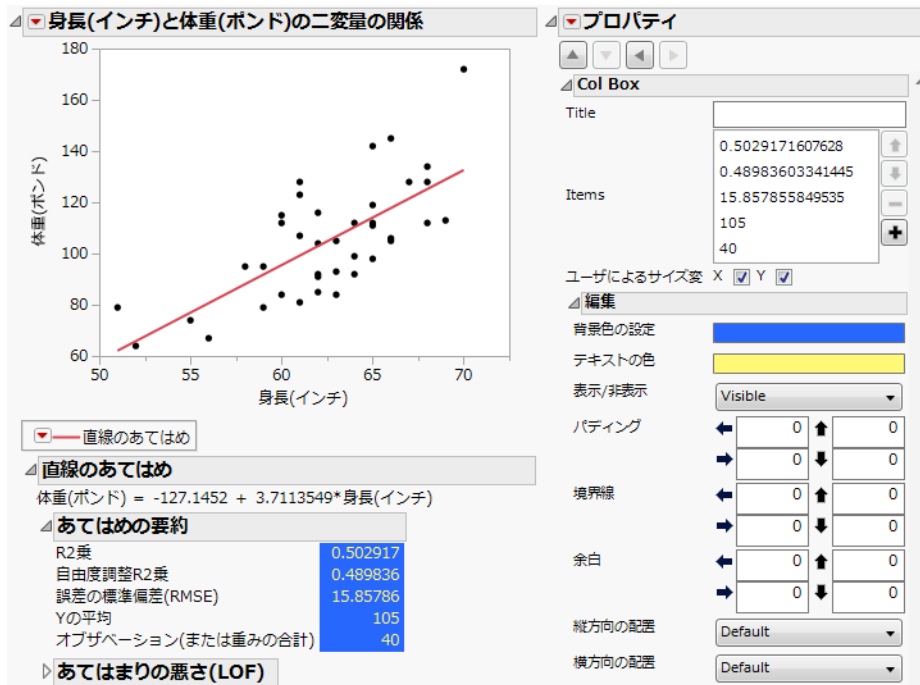 身長(インチ)と体重(ポンド)の二変量の関係
180
160
140
120
100
80
60
体重(ポンド)
50 55 60 65 70
身長(インチ)
直線のあてはめ
直線のあてはめ
体重(ポンド) = -127.1452 + 3.7113549*身長(インチ)
あてはめの要約
R2乗 0.502917
自由度調整R2乗 0.489836
誤差の標準偏差(RMSE) 15.85786
Yの平均 105
オブザベーション(または重みの合計) 40
あてはまりの悪さ(LOF)
プロパティ
Col Box
Title
Items
0.5029171607628
0.48983603341445
15.857855849535
105
40
ユーザによるサイズ変 X Y
編集
背景色の設定
テキストの色
表示/非表示 Visible
パディング 0 0
0 0
境界線 0 0
0 0
余白 0 0
0 0
縦方向の配置 Default
横方向の配置 Default